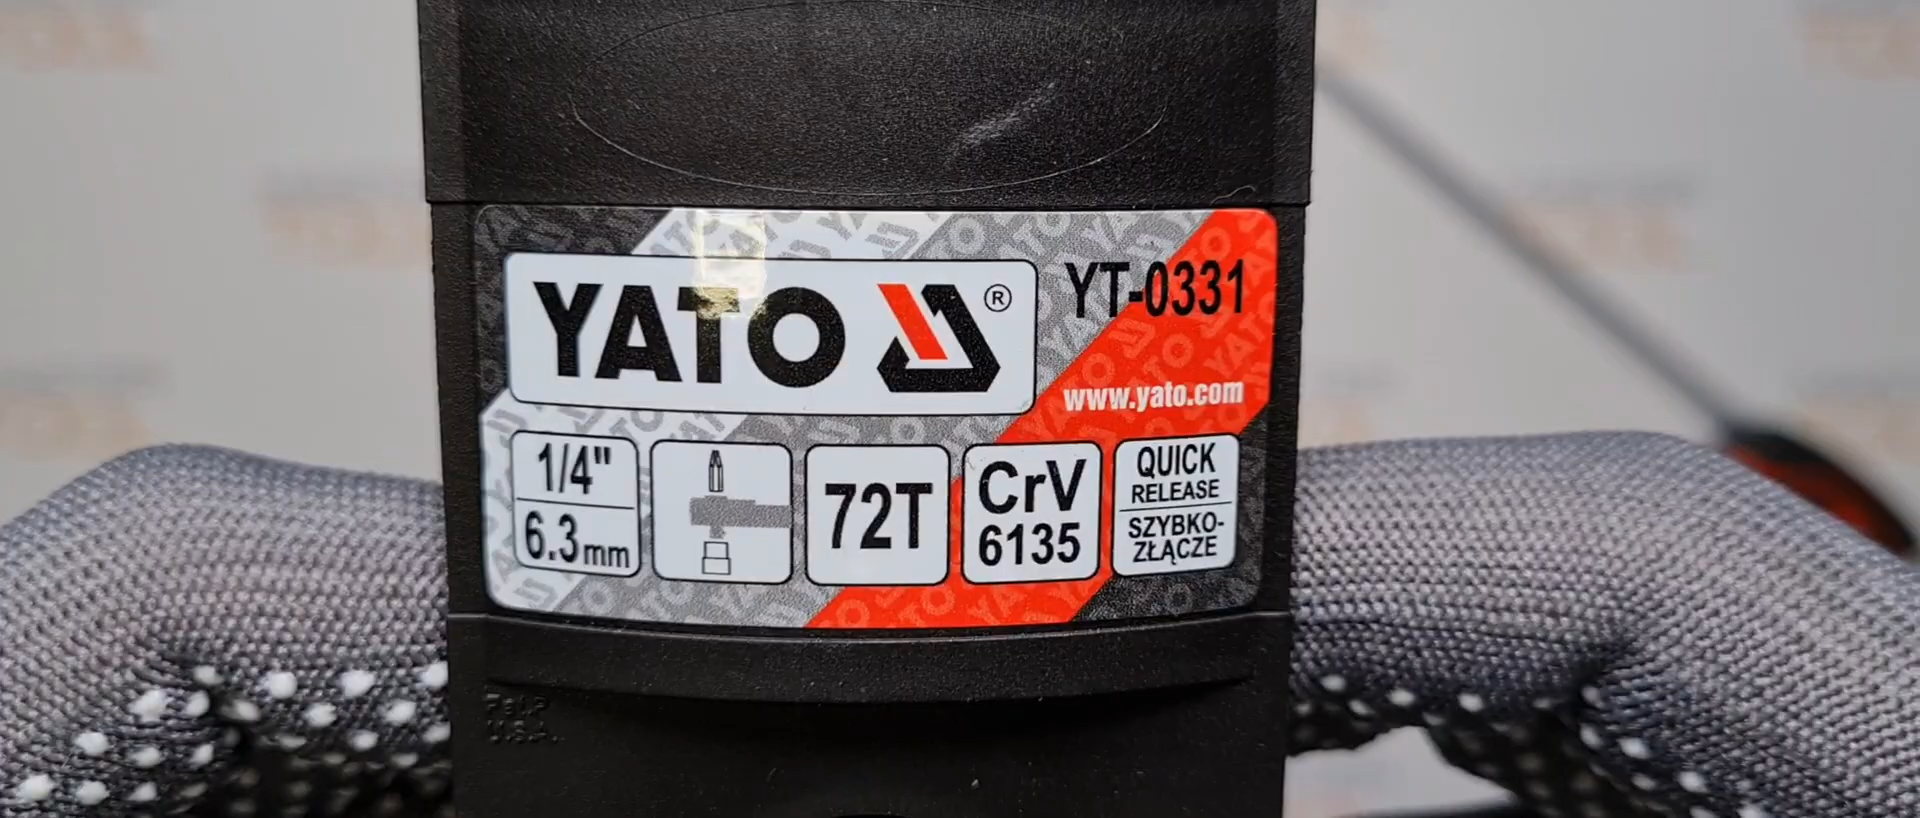 YATO ®
YT-0331
www.yato.com
1/4"
6.3mm
72T
CrV
6135
QUICK
RELEASE
SZYBKO-
ZŁĄCZE
U.S.A.